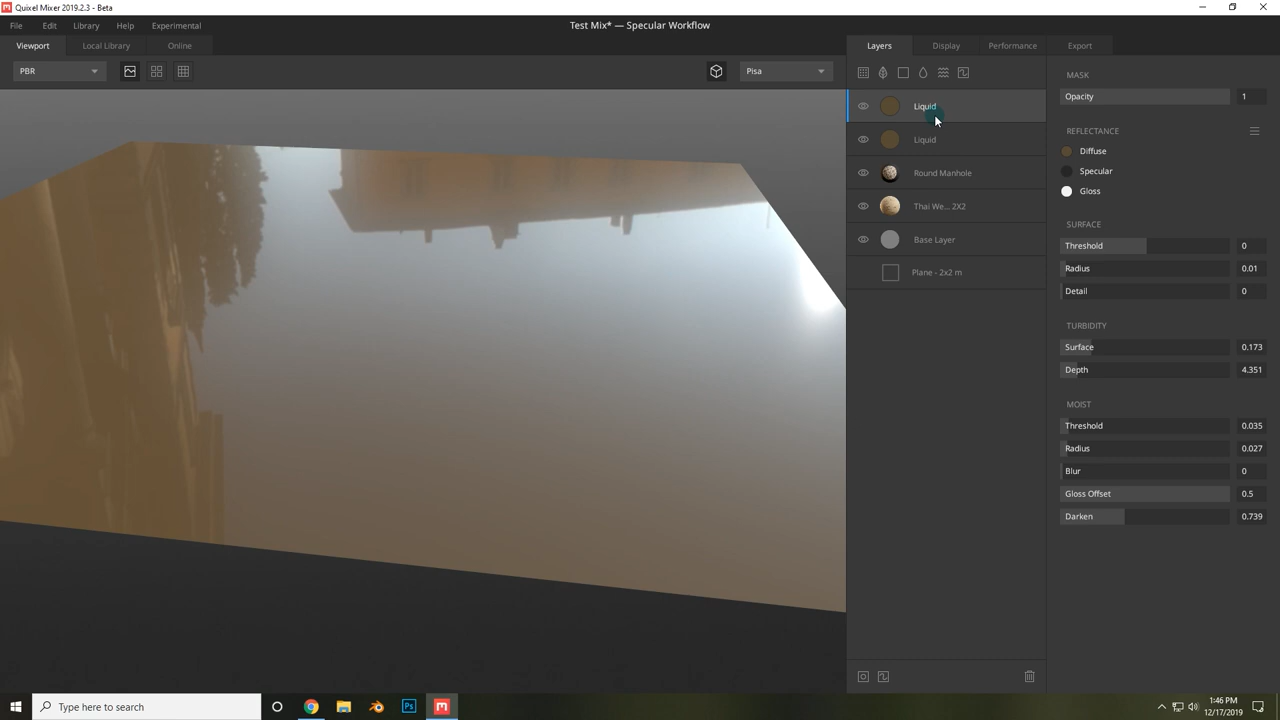 Quixel Mixer 2019.2.3 - Beta
File Edit Library Help Experimental
Test Mix* — Specular Workflow
Viewport Local Library Online
Layers Display Performance Export
PBR
Pisa
Liquid
Liquid
Round Manhole
Thai We... 2X2
Base Layer
Plane - 2x2 m
MASK
Opacity 1
REFLECTANCE
Diffuse
Specular
Gloss
SURFACE
Threshold 0
Radius 0.01
Detail 0
TURBIDITY
Surface 0.173
Depth 4.351
MOIST
Threshold 0.035
Radius 0.027
Blur 0
Gloss Offset 0.5
Darken 0.739
Type here to search
Ps
1:46 PM
12/17/2019